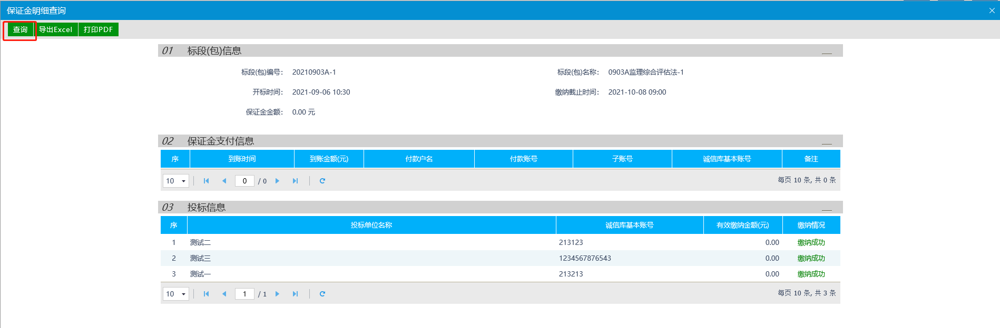 保证金明细查询
查询 导出Excel 打印PDF
01 标段(包)信息
标段(包)编号: 20210903A-1 标段(包)名称: 0903A监理综合评估法-1
开标时间: 2021-09-06 10:30 缴纳截止时间: 2021-10-08 09:00
保证金金额: 0.00 元
02 保证金支付信息
序 到账时间 到账金额(元) 付款户名 付款账号 子账号 诚信库基本账号 备注
10 0 / 0 每页 10 条, 共 0 条
03 投标信息
序 投标单位名称 诚信库基本账号 有效缴纳金额(元) 缴纳情况
1 测试二 213123 0.00 缴纳成功
2 测试三 1234567876543 0.00 缴纳成功
3 测试一 213213 0.00 缴纳成功
10 1 / 1 每页 10 条, 共 3 条